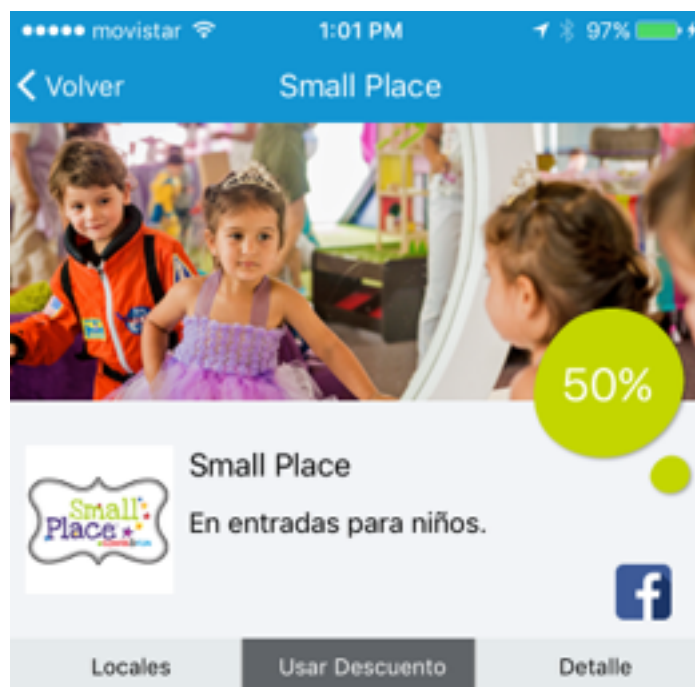 movistar 1:01 PM 97%
Volver Small Place
50%
Small Place
Small
Place
En entradas para niños.
f
Locales Usar Descuento Detalle